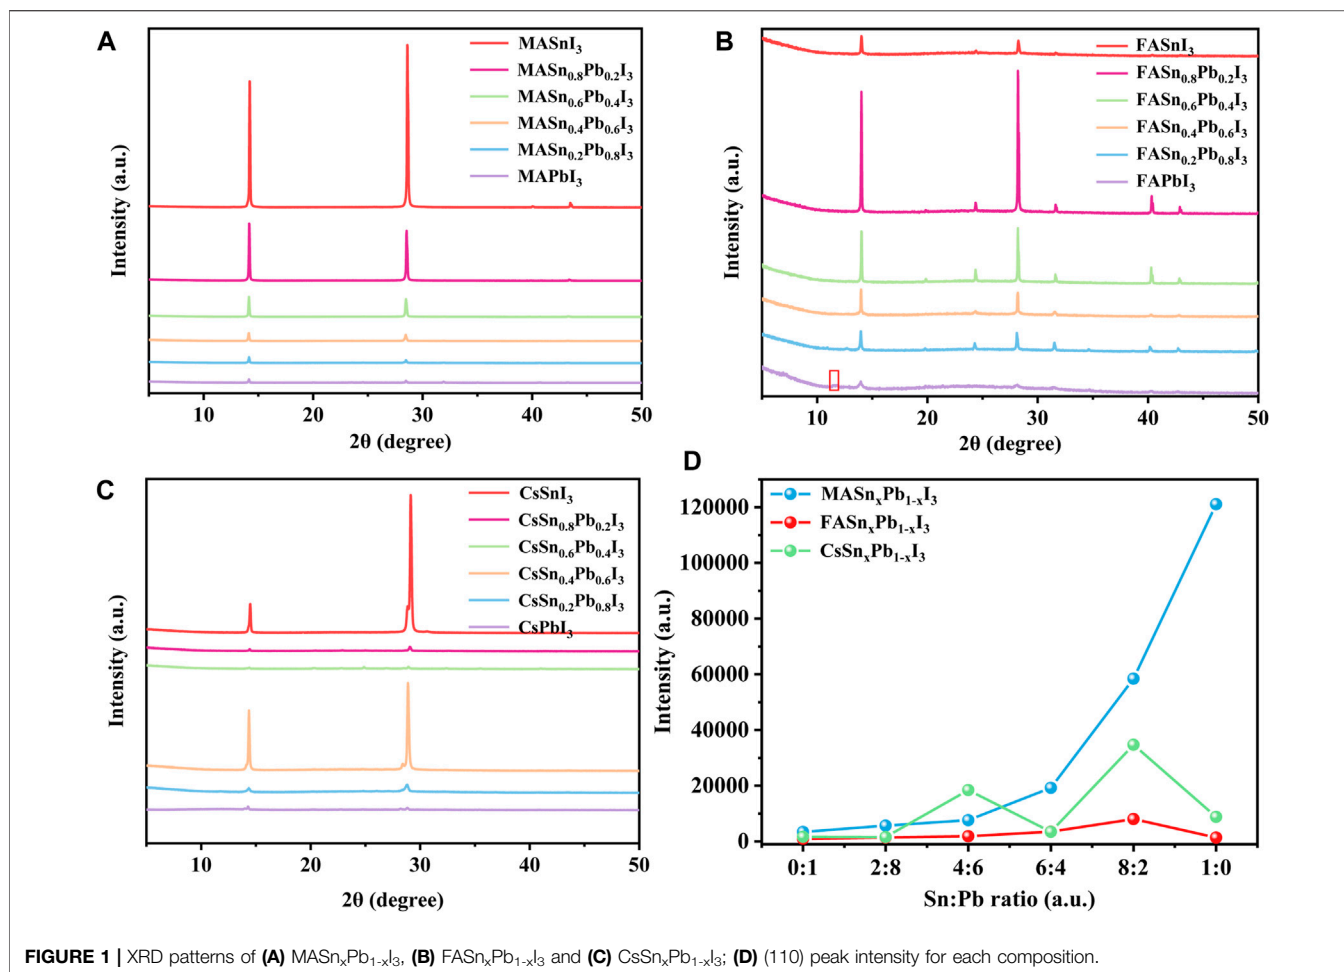 A
MASnI₃
MASn₀.₈Pb₀.₂I₃
MASn₀.₆Pb₀.₄I₃
MASn₀.₄Pb₀.₆I₃
MASn₀.₂Pb₀.₈I₃
MAPbI₃
Intensity (a.u.)
10 20 30 40 50
2θ (degree)
B
FASnI₃
FASn₀.₈Pb₀.₂I₃
FASn₀.₆Pb₀.₄I₃
FASn₀.₄Pb₀.₆I₃
FASn₀.₂Pb₀.₈I₃
FAPbI₃
Intensity (a.u.)
10 20 30 40 50
2θ (degree)
C
CsSnI₃
CsSn₀.₈Pb₀.₂I₃
CsSn₀.₆Pb₀.₄I₃
CsSn₀.₄Pb₀.₆I₃
CsSn₀.₂Pb₀.₈I₃
CsPbI₃
Intensity (a.u.)
10 20 30 40 50
2θ (degree)
D
MASnₓPb₁₋ₓI₃
FASnₓPb₁₋ₓI₃
CsSnₓPb₁₋ₓI₃
120000
100000
80000
60000
40000
20000
0
Intensity (a.u.)
0:1 2:8 4:6 6:4 8:2 1:0
Sn:Pb ratio (a.u.)
FIGURE 1 | XRD patterns of (A) MASnₓPb₁₋ₓI₃, (B) FASnₓPb₁₋ₓI₃ and (C) CsSnₓPb₁₋ₓI₃; (D) (110) peak intensity for each composition.